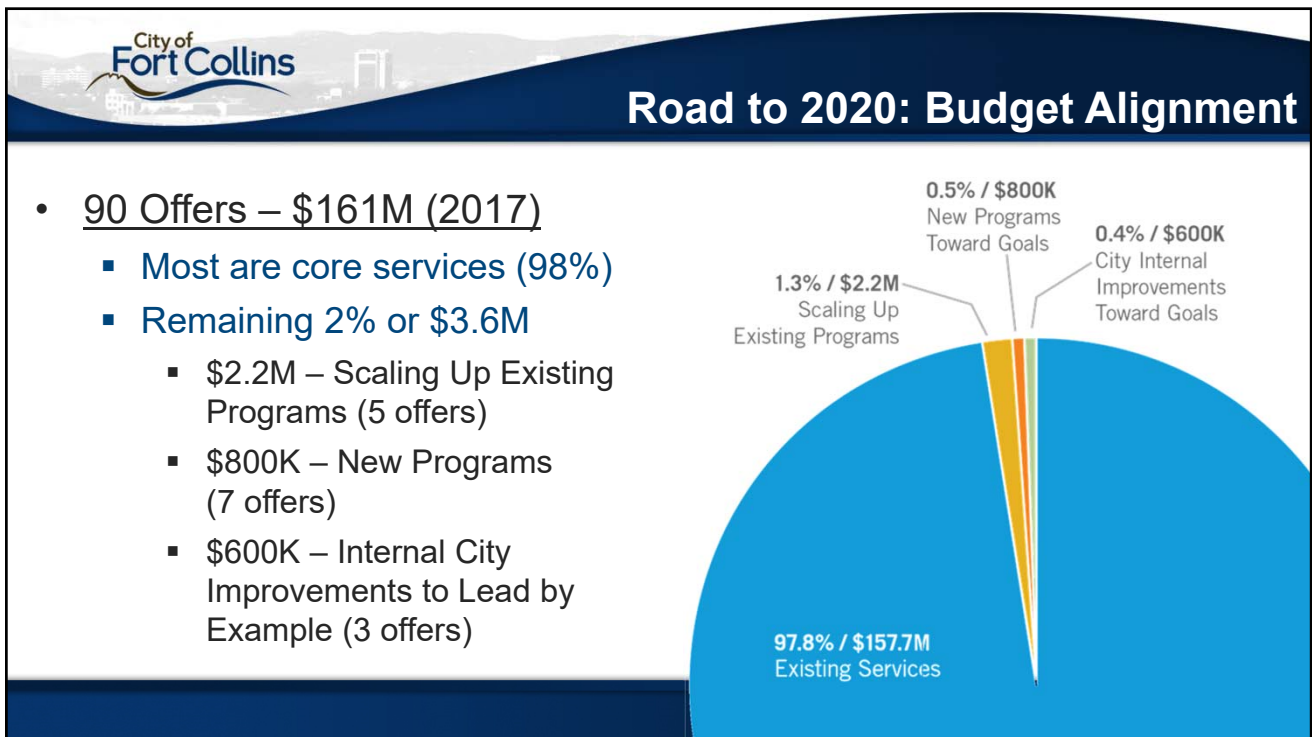 City of
Fort Collins
Road to 2020: Budget Alignment
• 90 Offers – $161M (2017)
▪ Most are core services (98%)
▪ Remaining 2% or $3.6M
▪ $2.2M – Scaling Up Existing
Programs (5 offers)
▪ $800K – New Programs
(7 offers)
▪ $600K – Internal City
Improvements to Lead by
Example (3 offers)
0.5% / $800K
New Programs
Toward Goals
0.4% / $600K
City Internal
Improvements
Toward Goals
1.3% / $2.2M
Scaling Up
Existing Programs
97.8% / $157.7M
Existing Services